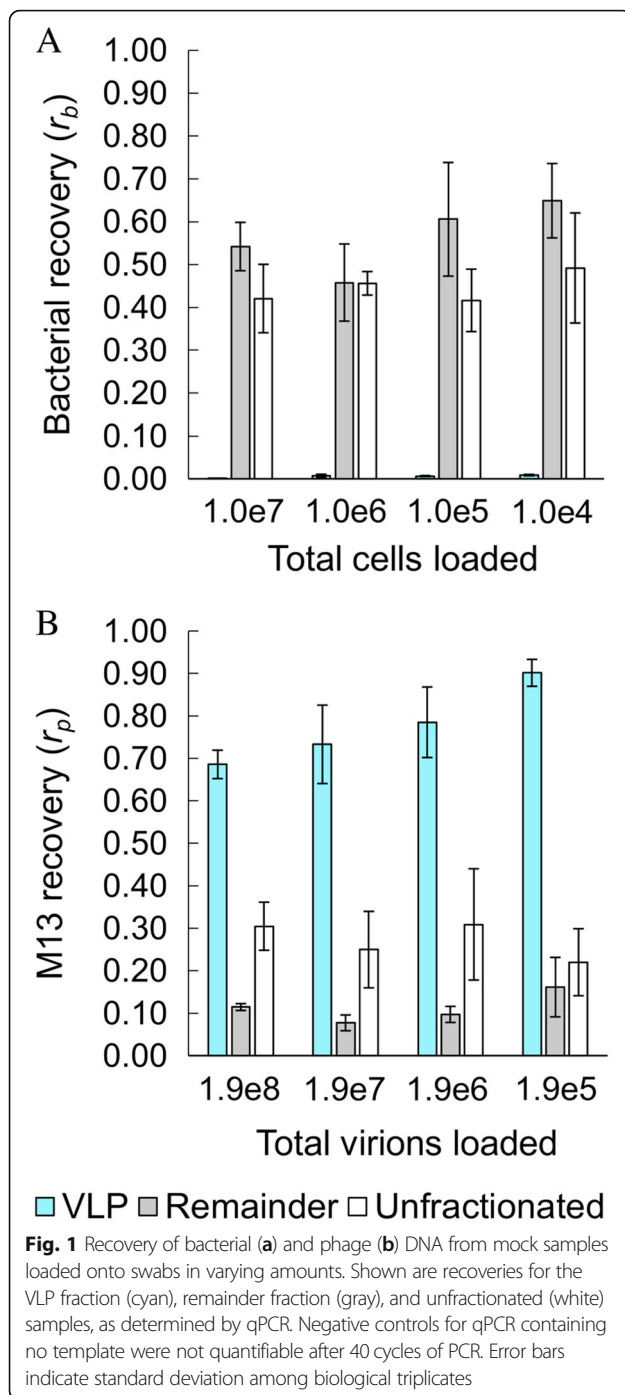 A
Bacterial recovery (r_b)
1.00
0.90
0.80
0.70
0.60
0.50
0.40
0.30
0.20
0.10
0.00
1.0e7 1.0e6 1.0e5 1.0e4
Total cells loaded
B
M13 recovery (r_p)
1.00
0.90
0.80
0.70
0.60
0.50
0.40
0.30
0.20
0.10
0.00
1.9e8 1.9e7 1.9e6 1.9e5
Total virions loaded
VLP Remainder Unfractionated
Fig. 1 Recovery of bacterial (a) and phage (b) DNA from mock samples
loaded onto swabs in varying amounts. Shown are recoveries for the
VLP fraction (cyan), remainder fraction (gray), and unfractionated (white)
samples, as determined by qPCR. Negative controls for qPCR containing
no template were not quantifiable after 40 cycles of PCR. Error bars
indicate standard deviation among biological triplicates